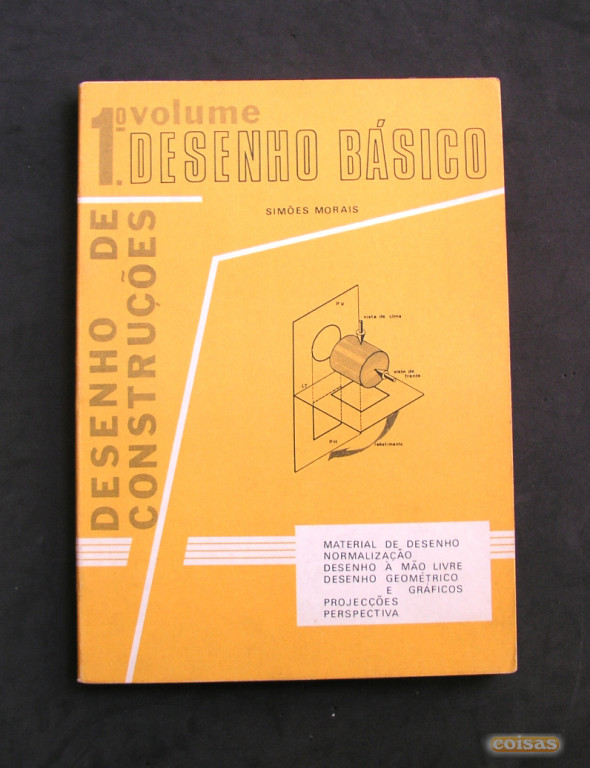 1.º volume
DESENHO BÁSICO
SIMÕES MORAIS
DESENHO DE
CONSTRUÇÕES
P V
vista de cima
vista de
frente
L T
P H
rebatimento
MATERIAL DE DESENHO
NORMALIZAÇÃO
DESENHO À MÃO LIVRE
DESENHO GEOMÉTRICO
E GRÁFICOS
PROJECÇÕES
PERSPECTIVA
coisas